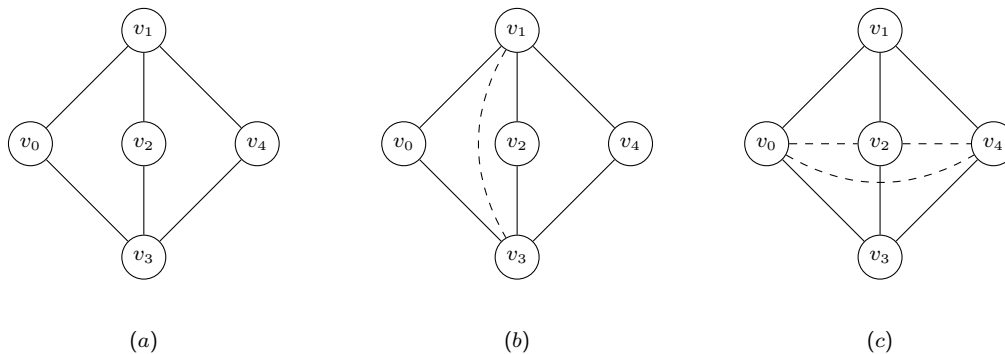 v₁ v₁ v₁
v₀ v₂ v₄ v₀ v₂ v₄ v₀ v₂ v₄
v₃ v₃ v₃
(a) (b) (c)